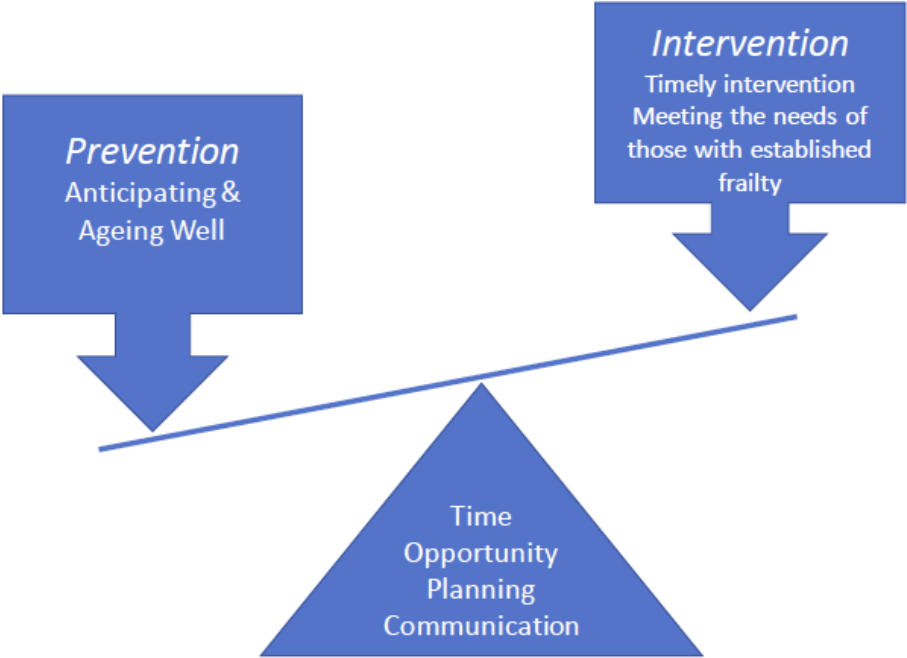 Prevention
Anticipating &
Ageing Well
Intervention
Timely intervention
Meeting the needs of
those with established
frailty
Time
Opportunity
Planning
Communication